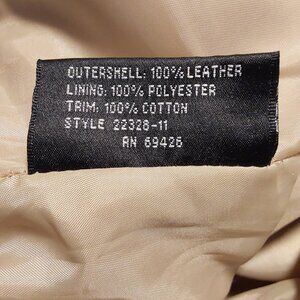 OUTERSHELL: 100% LEATHER
LINING: 100% POLYESTER
TRIM: 100% COTTON
STYLE 22328-11
RN 69426